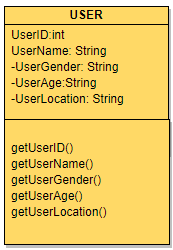 USER
UserID:int
UserName: String
-UserGender: String
-UserAge:String
-UserLocation: String
getUserID()
getUserName()
getUserGender()
getUserAge()
getUserLocation()